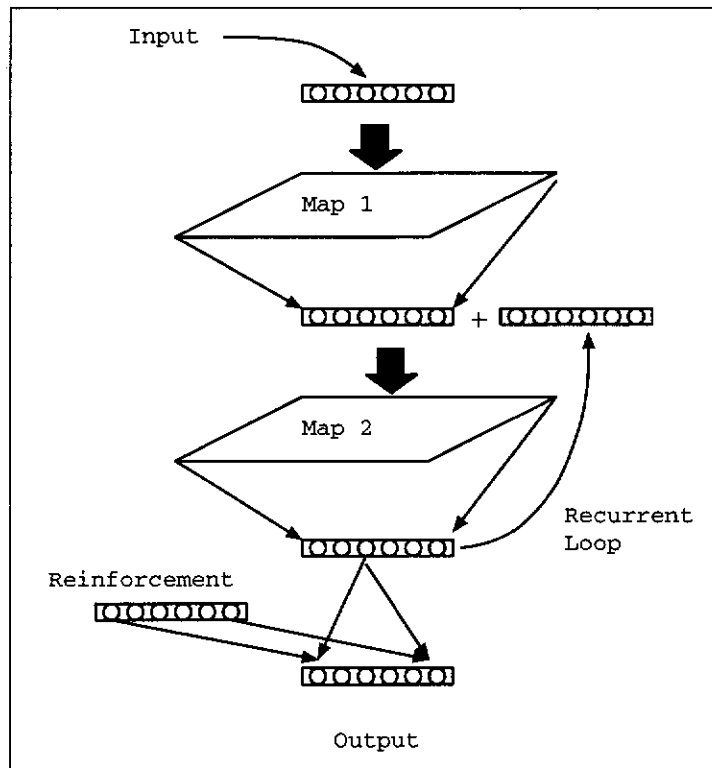 Input
Map 1
+
Map 2
Recurrent
Loop
Reinforcement
Output